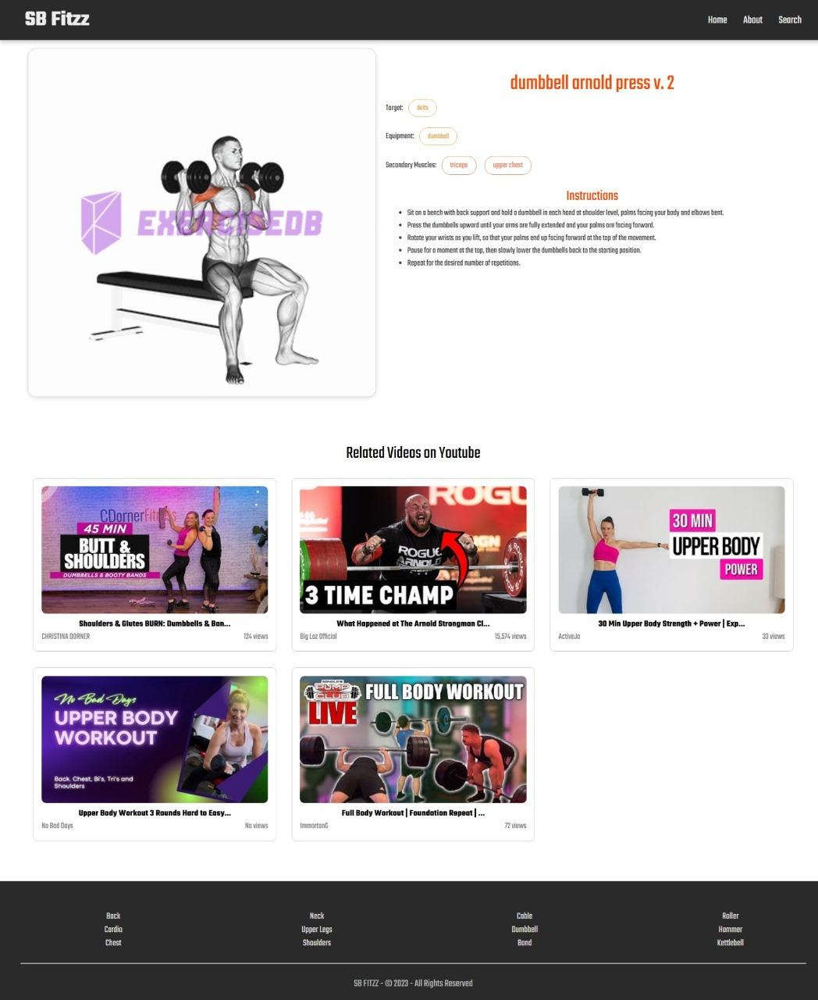 SB Fitzz
Home About Search
dumbbell arnold press v. 2
Target: delts
Equipment: dumbbell
Secondary Muscles: triceps upper chest
EXERCISEDB
Instructions
Sit on a bench with back support and hold a dumbbell in each hand at shoulder level, palms facing your body and elbows bent.
Press the dumbbells upward until your arms are fully extended and your palms are facing forward.
Rotate your wrists as you lift, so that your palms end up facing forward at the top of the movement.
Pause for a moment at the top, then slowly lower the dumbbells back to the starting position.
Repeat for the desired number of repetitions.
Related Videos on Youtube
CDornerFitness
45 MIN
BUTT &
SHOULDERS
DUMBBELLS & BOOTY BANDS
Shoulders & Glutes BURN: Dumbbells & Ban...
CHRISTINA DORNER 124 views
ROGU
ROGUE
ARNOLD
3 TIME CHAMP
What Happened at The Arnold Strongman Cl...
Big Loz Official 15,574 views
30 MIN
UPPER BODY
POWER
30 Min Upper Body Strength + Power | Exp...
ActiveJo 33 views
No Bad Days
UPPER BODY
WORKOUT
Back, Chest, Bi's, Tri's and
Shoulders
Upper Body Workout 3 Rounds Hard to Easy...
No Bad Days No views
ARNOLD'S
PUMP
CLUB
LIVE
FULL BODY WORKOUT
Full Body Workout | Foundation Repeat | ...
ImmortanG 72 views
Back Neck Cable Roller
Cardio Upper Legs Dumbbell Hammer
Chest Shoulders Band Kettlebell
SB FITZZ - © 2023 - All Rights Reserved